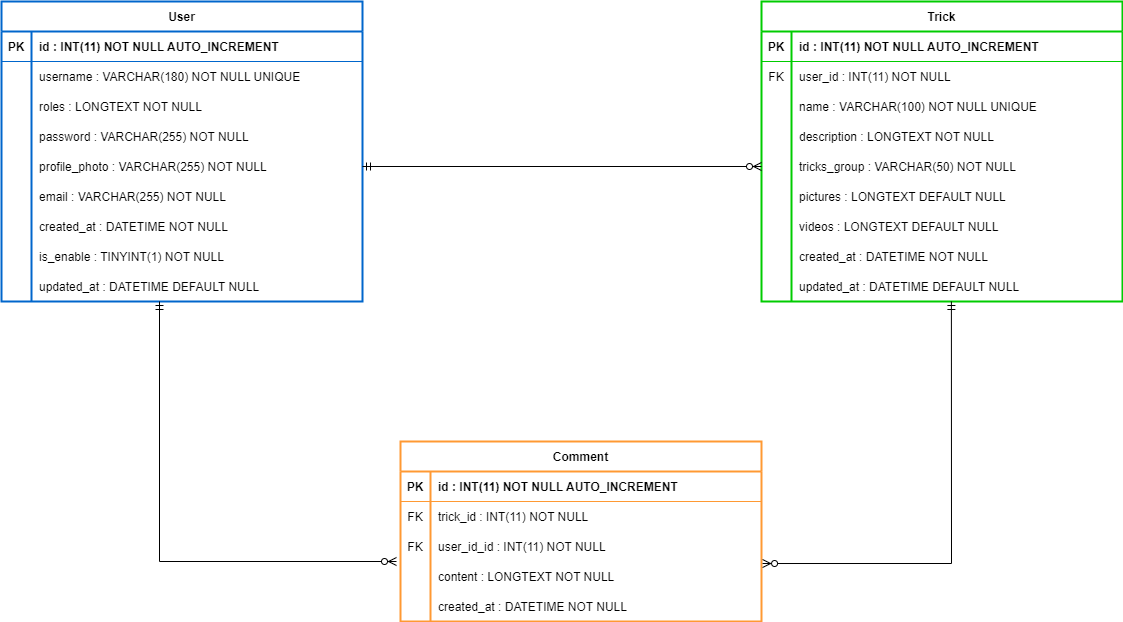 User
PK id : INT(11) NOT NULL AUTO_INCREMENT
username : VARCHAR(180) NOT NULL UNIQUE
roles : LONGTEXT NOT NULL
password : VARCHAR(255) NOT NULL
profile_photo : VARCHAR(255) NOT NULL
email : VARCHAR(255) NOT NULL
created_at : DATETIME NOT NULL
is_enable : TINYINT(1) NOT NULL
updated_at : DATETIME DEFAULT NULL
Trick
PK id : INT(11) NOT NULL AUTO_INCREMENT
FK user_id : INT(11) NOT NULL
name : VARCHAR(100) NOT NULL UNIQUE
description : LONGTEXT NOT NULL
tricks_group : VARCHAR(50) NOT NULL
pictures : LONGTEXT DEFAULT NULL
videos : LONGTEXT DEFAULT NULL
created_at : DATETIME NOT NULL
updated_at : DATETIME DEFAULT NULL
Comment
PK id : INT(11) NOT NULL AUTO_INCREMENT
FK trick_id : INT(11) NOT NULL
FK user_id_id : INT(11) NOT NULL
content : LONGTEXT NOT NULL
created_at : DATETIME NOT NULL